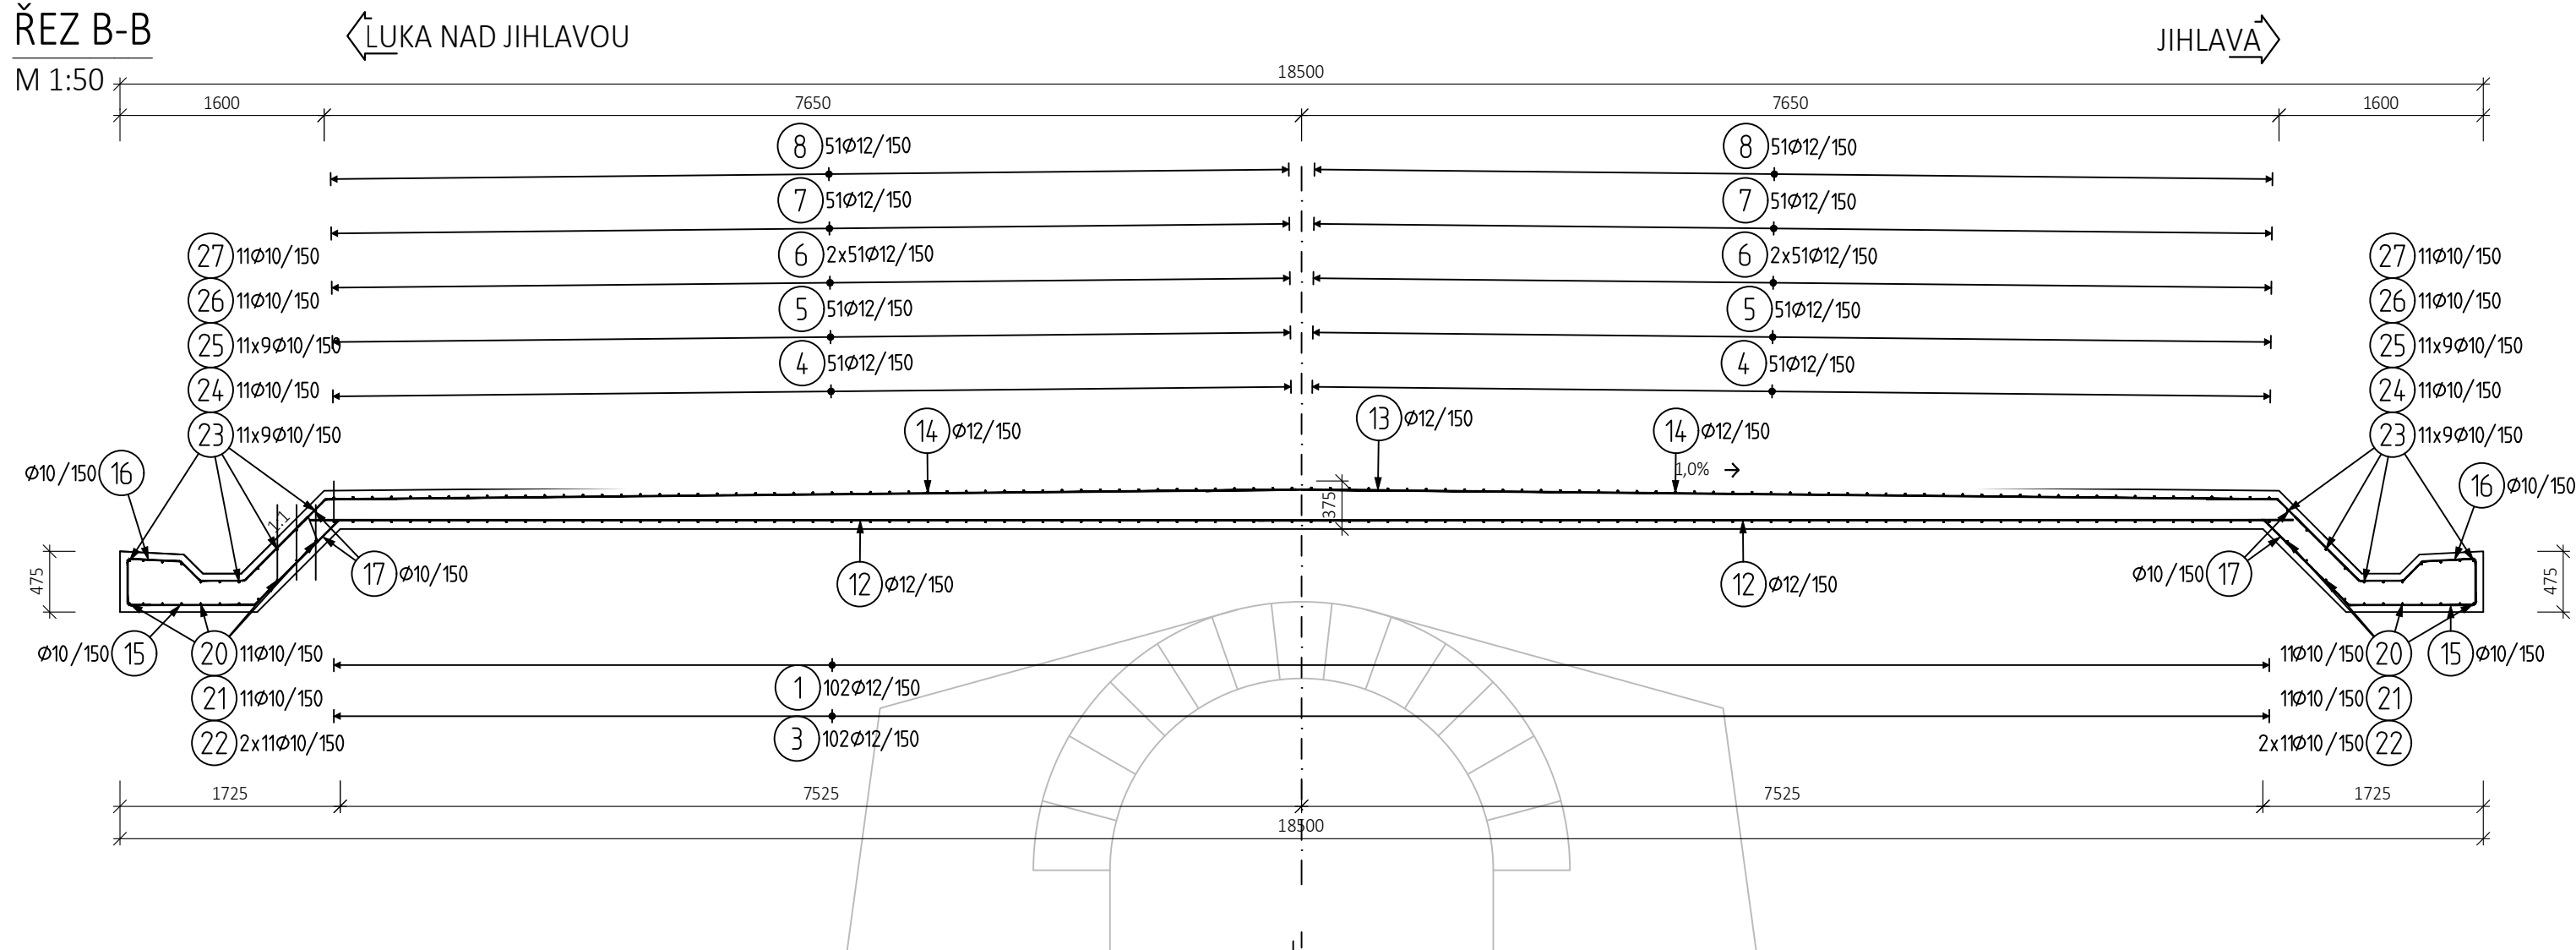 ŘEZ B-B
M 1:50
LUKA NAD JIHLAVOU
JIHLAVA
18500
1600 7650 7650 1600
8 51Ø12/150 8 51Ø12/150
7 51Ø12/150 7 51Ø12/150
27 11Ø10/150 6 2x51Ø12/150 6 2x51Ø12/150 27 11Ø10/150
26 11Ø10/150 5 51Ø12/150 5 51Ø12/150 26 11Ø10/150
25 11x9Ø10/150 4 51Ø12/150 4 51Ø12/150 25 11x9Ø10/150
24 11Ø10/150 24 11Ø10/150
23 11x9Ø10/150 14 Ø12/150 13 Ø12/150 14 Ø12/150 23 11x9Ø10/150
Ø10/150 16 1,0% 16 Ø10/150
1:1 375
475 17 Ø10/150 12 Ø12/150 12 Ø12/150 Ø10/150 17 475
Ø10/150 15 20 11Ø10/150 11Ø10/150 20 15 Ø10/150
21 11Ø10/150 1 102Ø12/150 11Ø10/150 21
22 2x11Ø10/150 3 102Ø12/150 2x11Ø10/150 22
1725 7525 7525 1725
18500